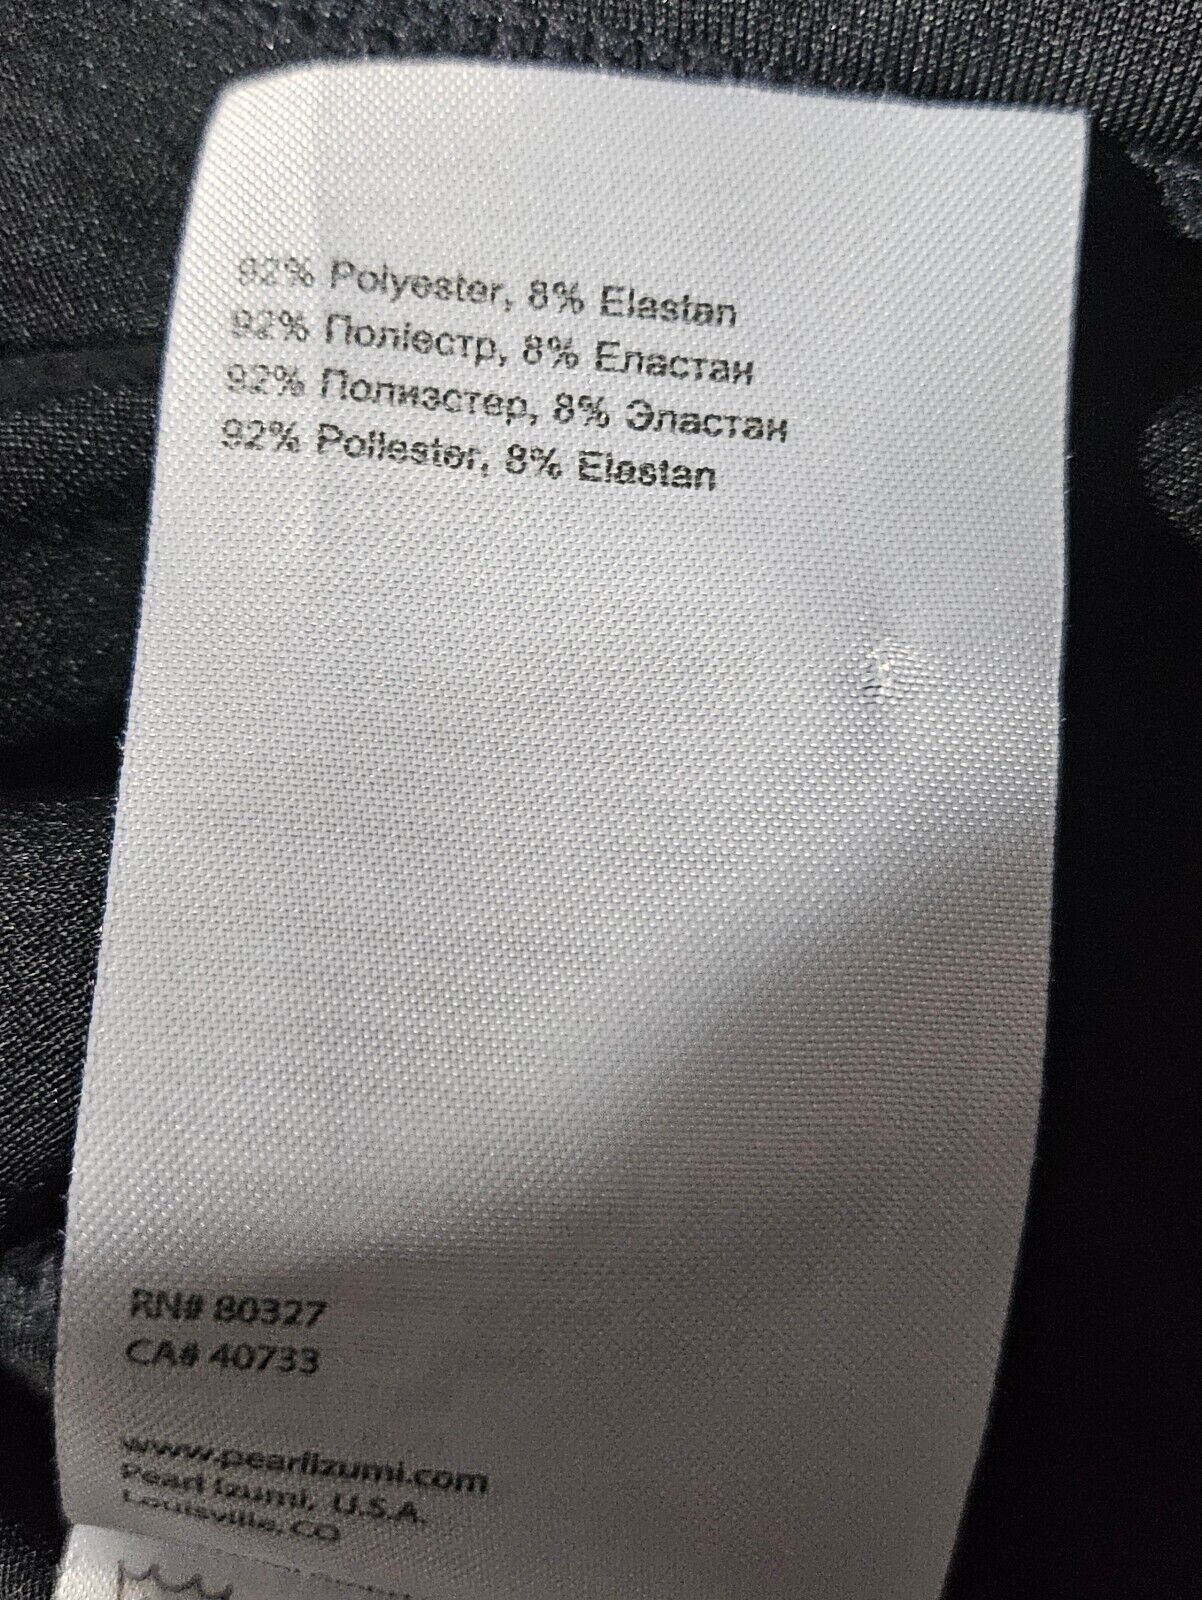 92% Polyester, 8% Elastan
92% Поліестр, 8% Еластан
92% Полиэстер, 8% Эластан
92% Poliester, 8% Elastan
RN# 80327
CA# 40733
www.pearlizumi.com
Pearl Izumi, U.S.A.
Louisville, CO